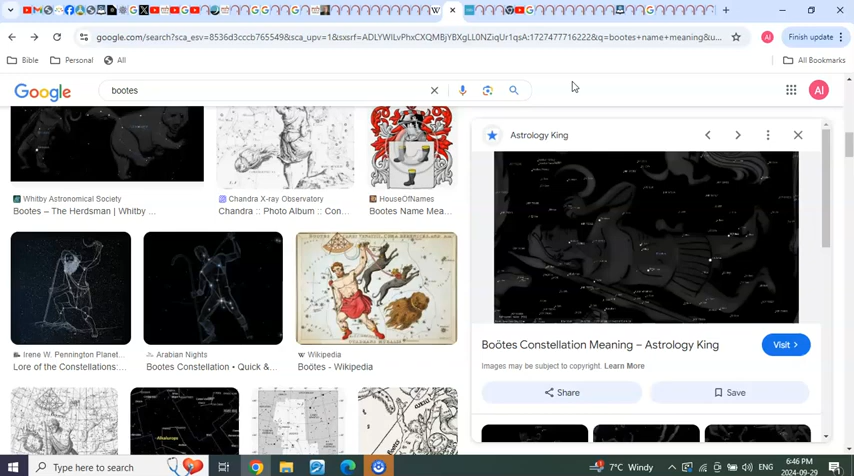 google.com/search?sca_esv=8536d3cccb765549&sca_upv=1&sxsrf=ADLYWILvPhxCXQMBjYBXgLL0NZiqUr1qsA:1727477716222&q=bootes+name+meaning&u...
Finish update
Bible
Personal
All
All Bookmarks
Google
bootes
AI
Astrology King
Whitby Astronomical Society
Bootes – The Herdsman | Whitby ...
Chandra X-ray Observatory
Chandra :: Photo Album :: Con...
HouseOfNames
Bootes Name Mea...
Irene W. Pennington Planet...
Lore of the Constellations:...
Arabian Nights
Bootes Constellation • Quick &...
Wikipedia
Boötes - Wikipedia
Boötes Constellation Meaning – Astrology King
Visit
Images may be subject to copyright. Learn More
Share
Save
Type here to search
7°C Windy
ENG
6:46 PM
2024-09-29